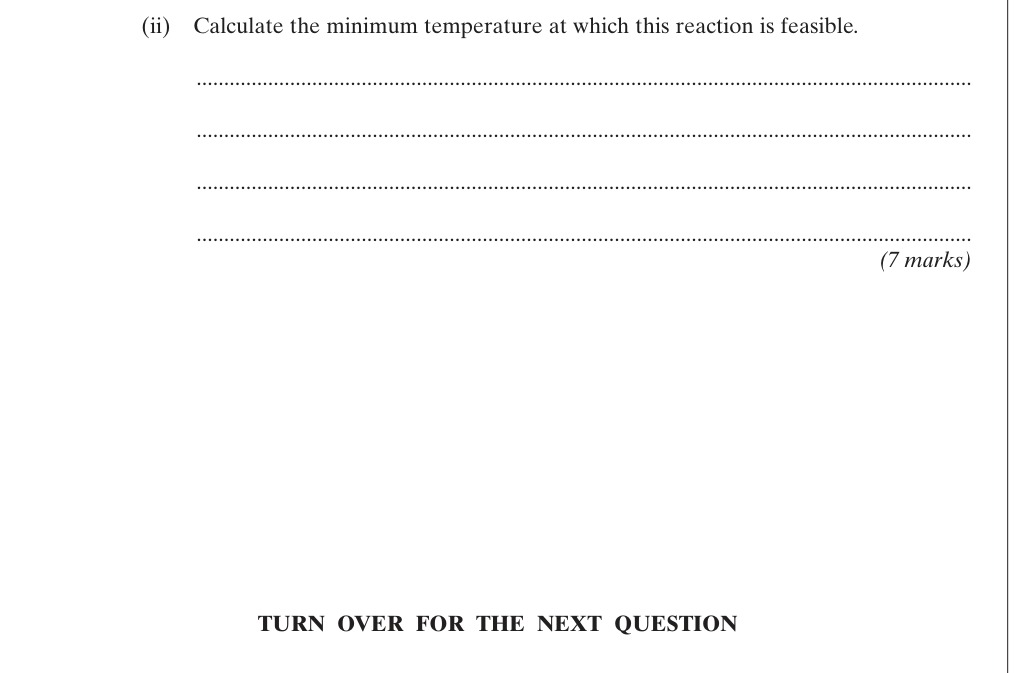 (ii) Calculate the minimum temperature at which this reaction is feasible.
(7 marks)
TURN OVER FOR THE NEXT QUESTION